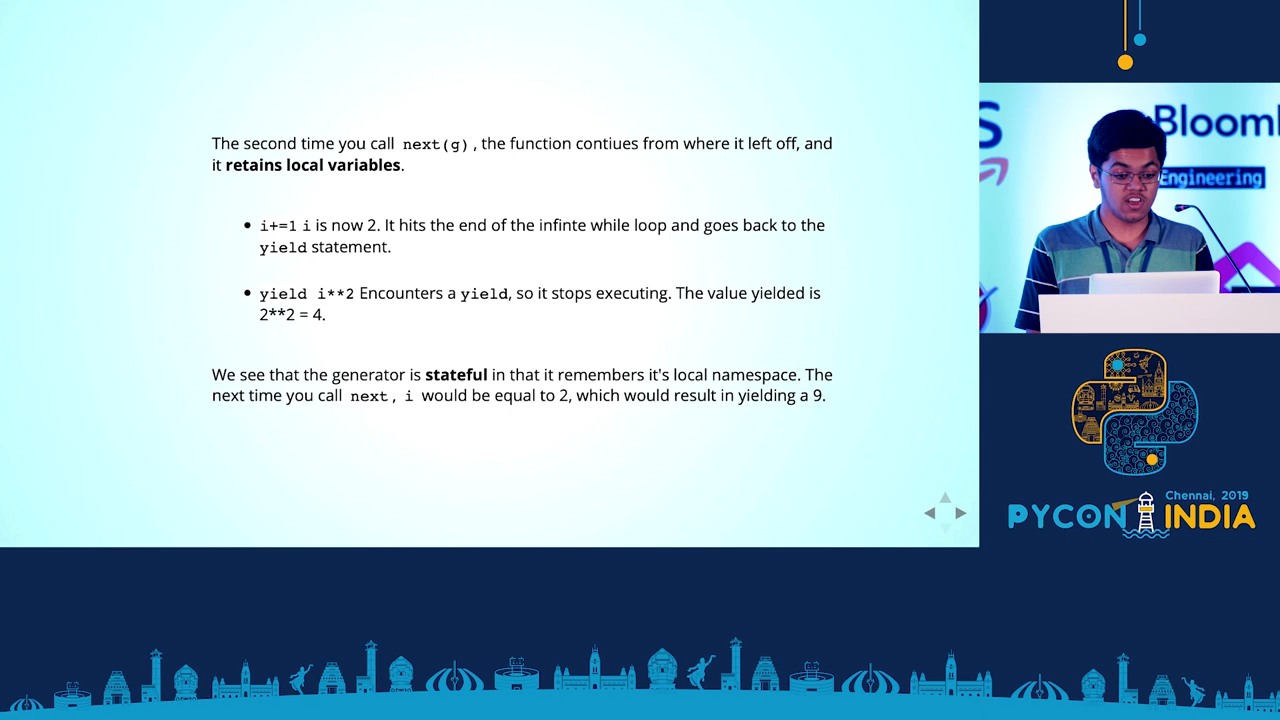 The second time you call next(g), the function contiues from where it left off, and
it retains local variables.
• i+=1 i is now 2. It hits the end of the infinte while loop and goes back to the
yield statement.
• yield i**2 Encounters a yield, so it stops executing. The value yielded is
2**2 = 4.
We see that the generator is stateful in that it remembers it's local namespace. The
next time you call next, i would be equal to 2, which would result in yielding a 9.
S
Bloom
Engineering
Chennai, 2019
PYCON INDIA